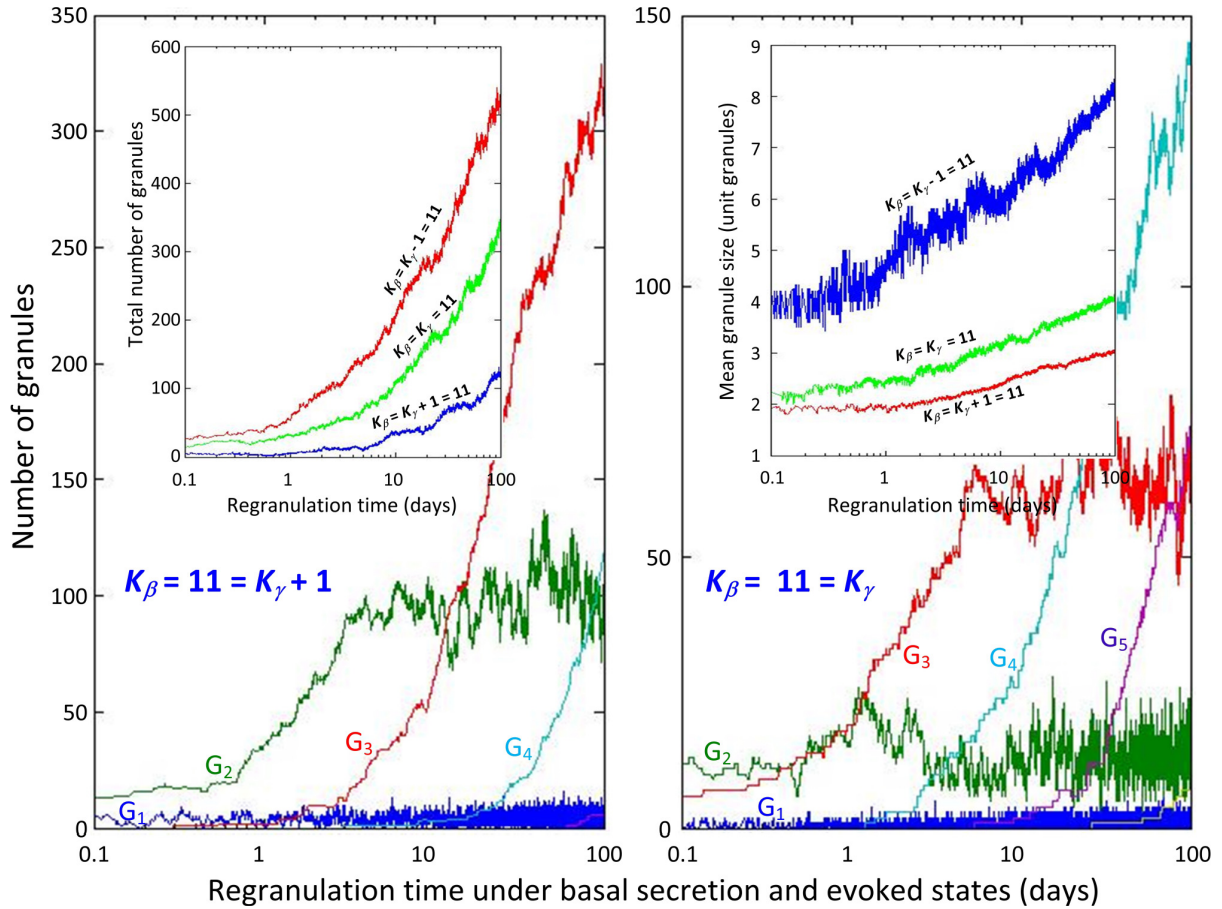 Number of granules
350
300
250
200
150
100
50
0
Total number of granules
600
500
400
300
200
100
0
Kβ = Kγ - 1 = 11
Kβ = Kγ = 11
Kβ = Kγ + 1 = 11
0.1 1 10 100
Regranulation time (days)
Kβ = 11 = Kγ + 1
G1
G2
G3
G4
0.1 1 10 100
150
100
50
0
Mean granule size (unit granules)
9
8
7
6
5
4
3
2
1
Kβ = Kγ - 1 = 11
Kβ = Kγ = 11
Kβ = Kγ + 1 = 11
0.1 1 10 100
Regranulation time (days)
Kβ = 11 = Kγ
G1
G2
G3
G4
G5
0.1 1 10 100
Regranulation time under basal secretion and evoked states (days)